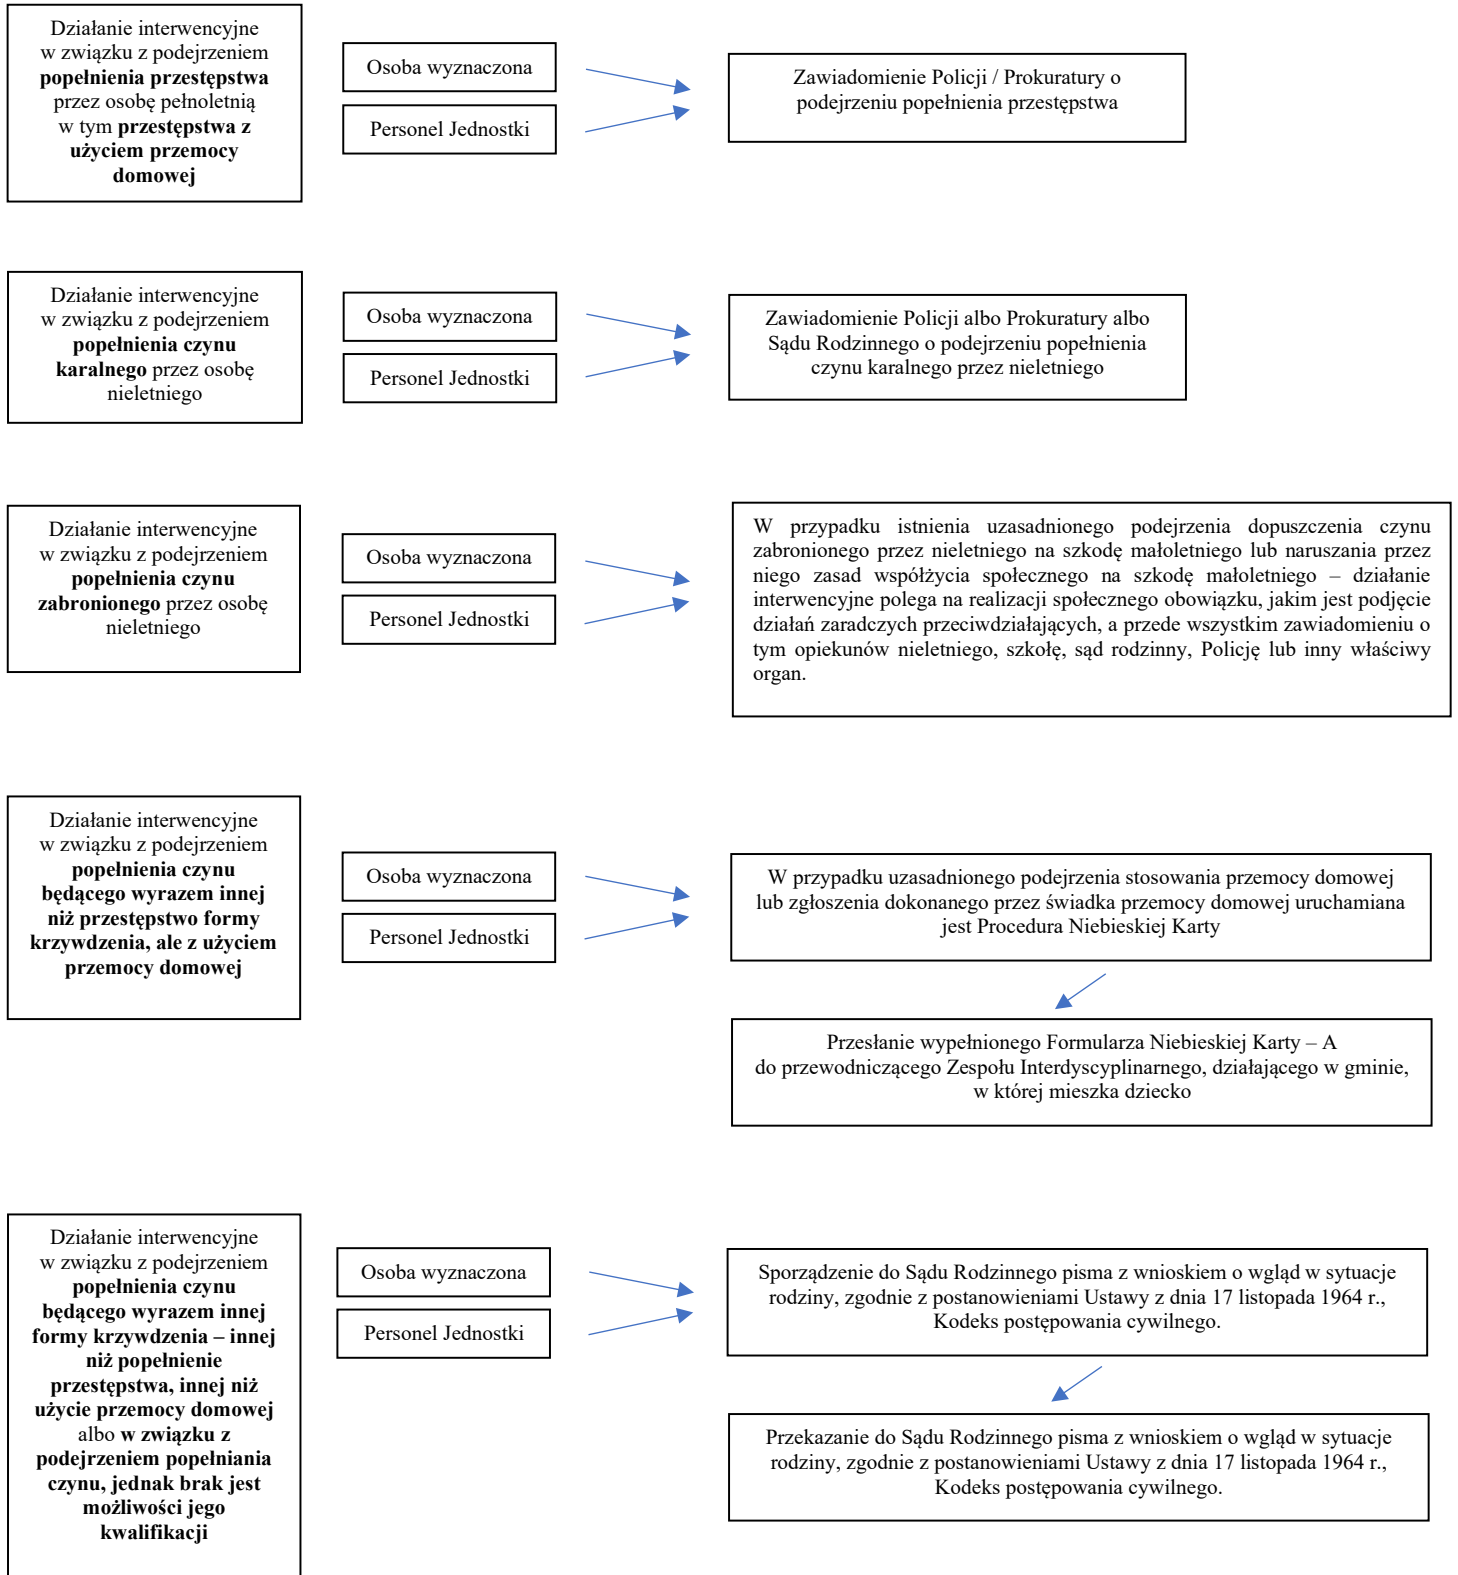 Działanie interwencyjne
w związku z podejrzeniem
popełnienia przestępstwa
przez osobę pełnoletnią
w tym przestępstwa z
użyciem przemocy
domowej
Osoba wyznaczona
Personel Jednostki
Zawiadomienie Policji / Prokuratury o
podejrzeniu popełnienia przestępstwa
Działanie interwencyjne
w związku z podejrzeniem
popełnienia czynu
karalnego przez osobę
nieletniego
Osoba wyznaczona
Personel Jednostki
Zawiadomienie Policji albo Prokuratury albo
Sądu Rodzinnego o podejrzeniu popełnienia
czynu karalnego przez nieletniego
Działanie interwencyjne
w związku z podejrzeniem
popełnienia czynu
zabronionego przez osobę
nieletniego
Osoba wyznaczona
Personel Jednostki
W przypadku istnienia uzasadnionego podejrzenia dopuszczenia czynu
zabronionego przez nieletniego na szkodę małoletniego lub naruszania przez
niego zasad współżycia społecznego na szkodę małoletniego – działanie
interwencyjne polega na realizacji społecznego obowiązku, jakim jest podjęcie
działań zaradczych przeciwdziałających, a przede wszystkim zawiadomieniu o
tym opiekunów nieletniego, szkołę, sąd rodzinny, Policję lub inny właściwy
organ.
Działanie interwencyjne
w związku z podejrzeniem
popełnienia czynu
będącego wyrazem innej
niż przestępstwo formy
krzywdzenia, ale z użyciem
przemocy domowej
Osoba wyznaczona
Personel Jednostki
W przypadku uzasadnionego podejrzenia stosowania przemocy domowej
lub zgłoszenia dokonanego przez świadka przemocy domowej uruchamiana
jest Procedura Niebieskiej Karty
Przesłanie wypełnionego Formularza Niebieskiej Karty – A
do przewodniczącego Zespołu Interdyscyplinarnego, działającego w gminie,
w której mieszka dziecko
Działanie interwencyjne
w związku z podejrzeniem
popełnienia czynu
będącego wyrazem innej
formy krzywdzenia – innej
niż popełnienie
przestępstwa, innej niż
użycie przemocy domowej
albo w związku z
podejrzeniem popełniania
czynu, jednak brak jest
możliwości jego
kwalifikacji
Osoba wyznaczona
Personel Jednostki
Sporządzenie do Sądu Rodzinnego pisma z wnioskiem o wgląd w sytuacje
rodziny, zgodnie z postanowieniami Ustawy z dnia 17 listopada 1964 r.,
Kodeks postępowania cywilnego.
Przekazanie do Sądu Rodzinnego pisma z wnioskiem o wgląd w sytuacje
rodziny, zgodnie z postanowieniami Ustawy z dnia 17 listopada 1964 r.,
Kodeks postępowania cywilnego.